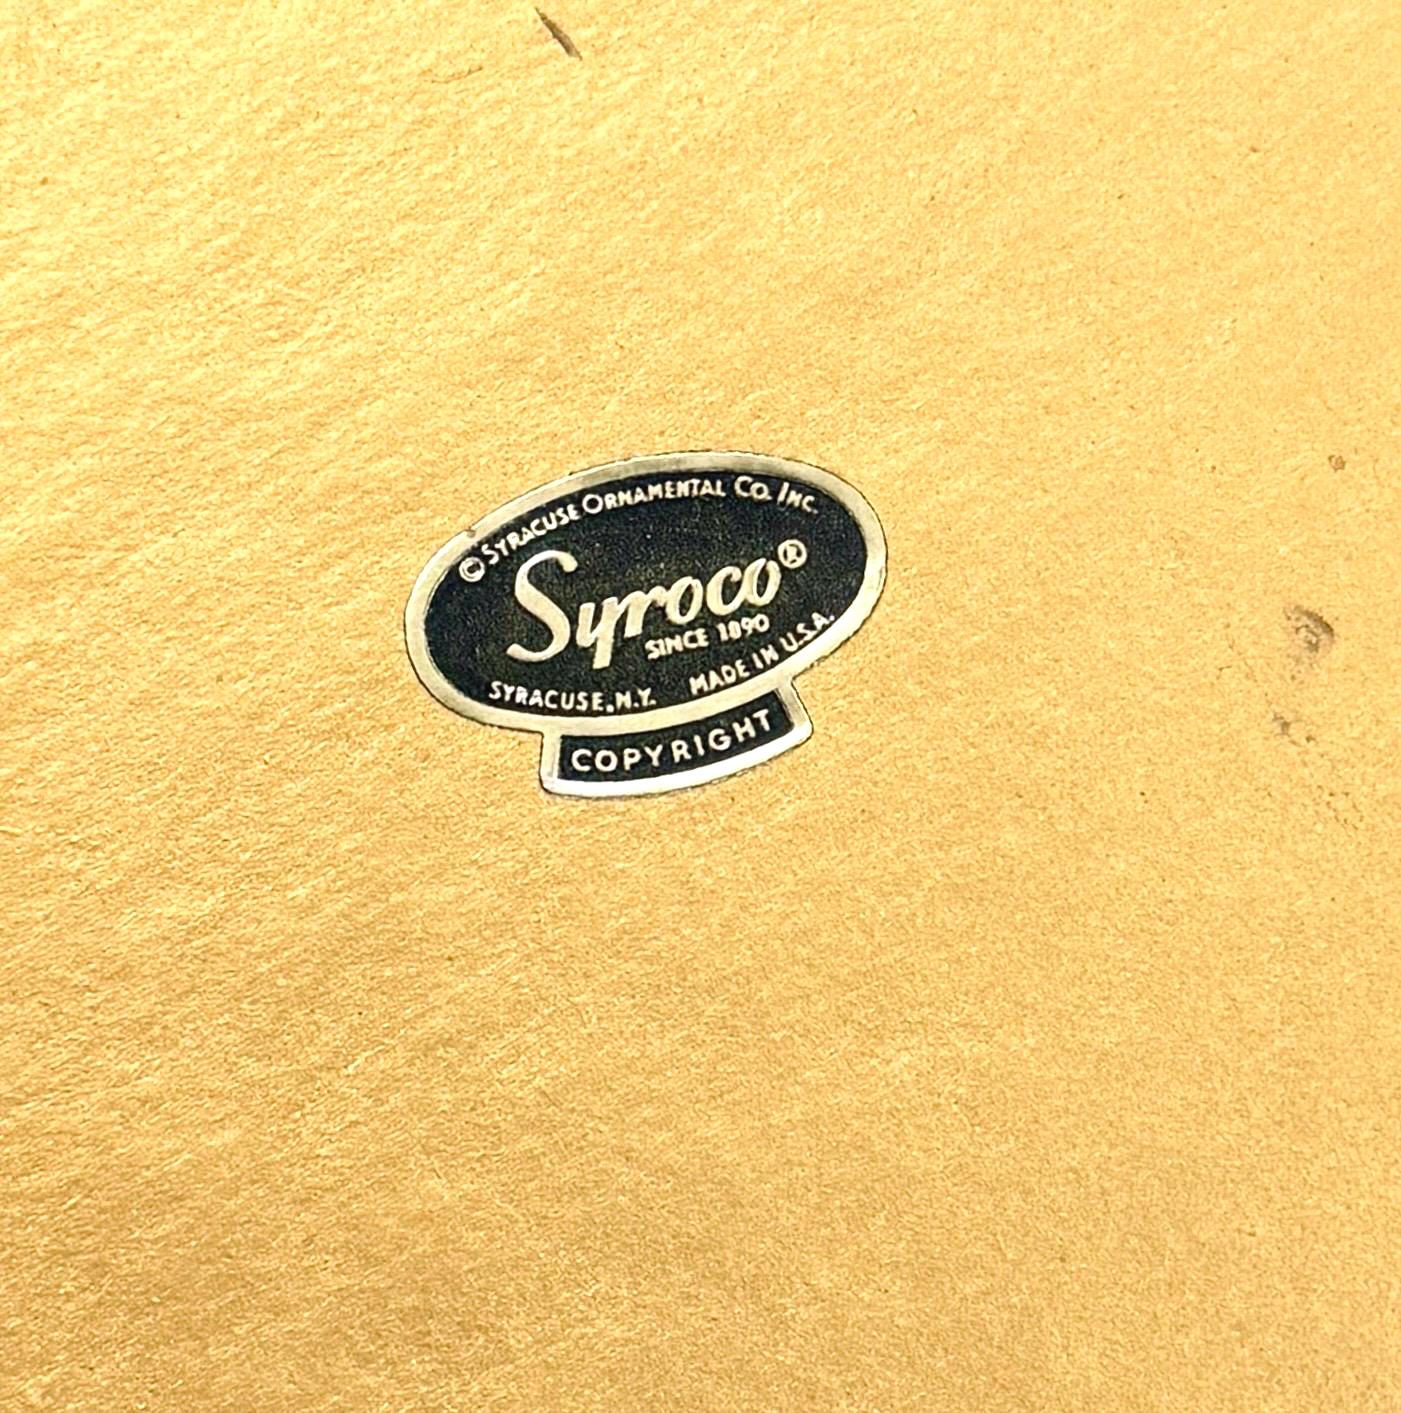 © SYRACUSE ORNAMENTAL CO. INC.
Syroco®
SINCE 1890
SYRACUSE, N.Y. MADE IN U.S.A.
COPYRIGHT